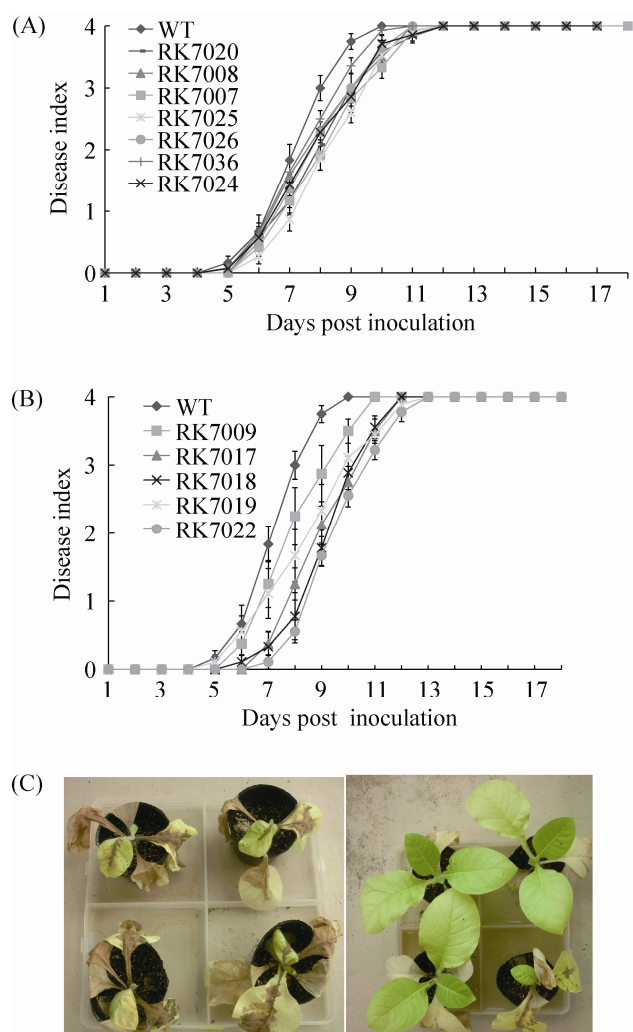 (A)
4
3
2
1
0
Disease index
WT
RK7020
RK7008
RK7007
RK7025
RK7026
RK7036
RK7024
1 3 5 7 9 11 13 15 17
Days post inoculation
(B)
4
3
2
1
0
Disease index
WT
RK7009
RK7017
RK7018
RK7019
RK7022
1 3 5 7 9 11 13 15 17
Days post inoculation
(C)